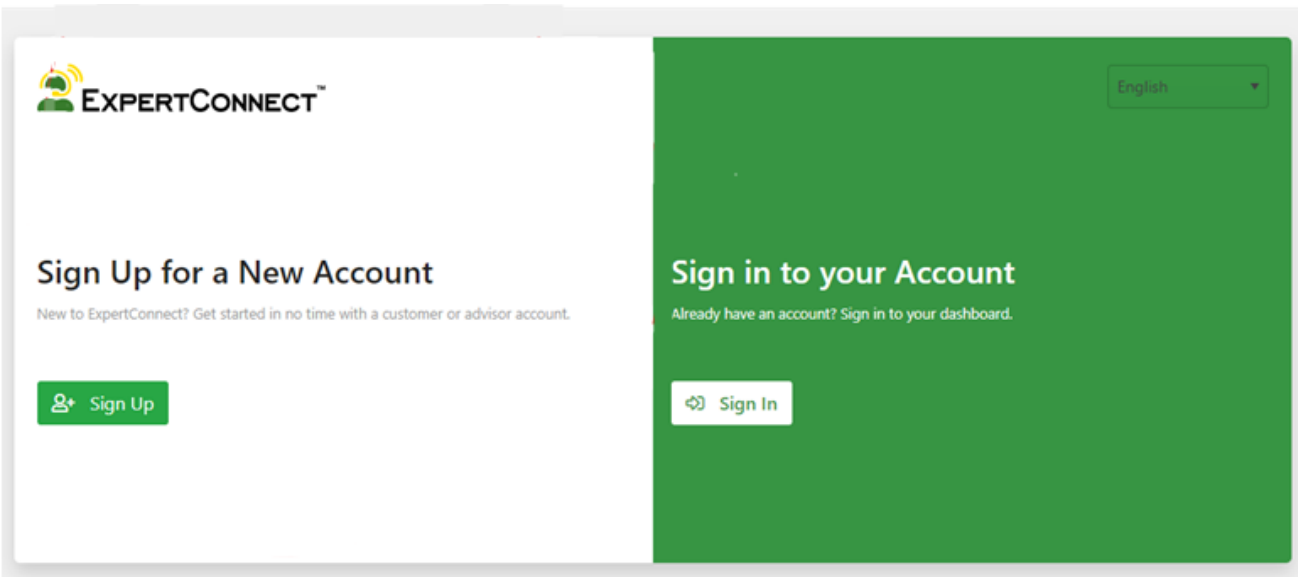 EXPERTCONNECT™
English
Sign Up for a New Account
New to ExpertConnect? Get started in no time with a customer or advisor account.
Sign Up
Sign in to your Account
Already have an account? Sign in to your dashboard.
Sign In